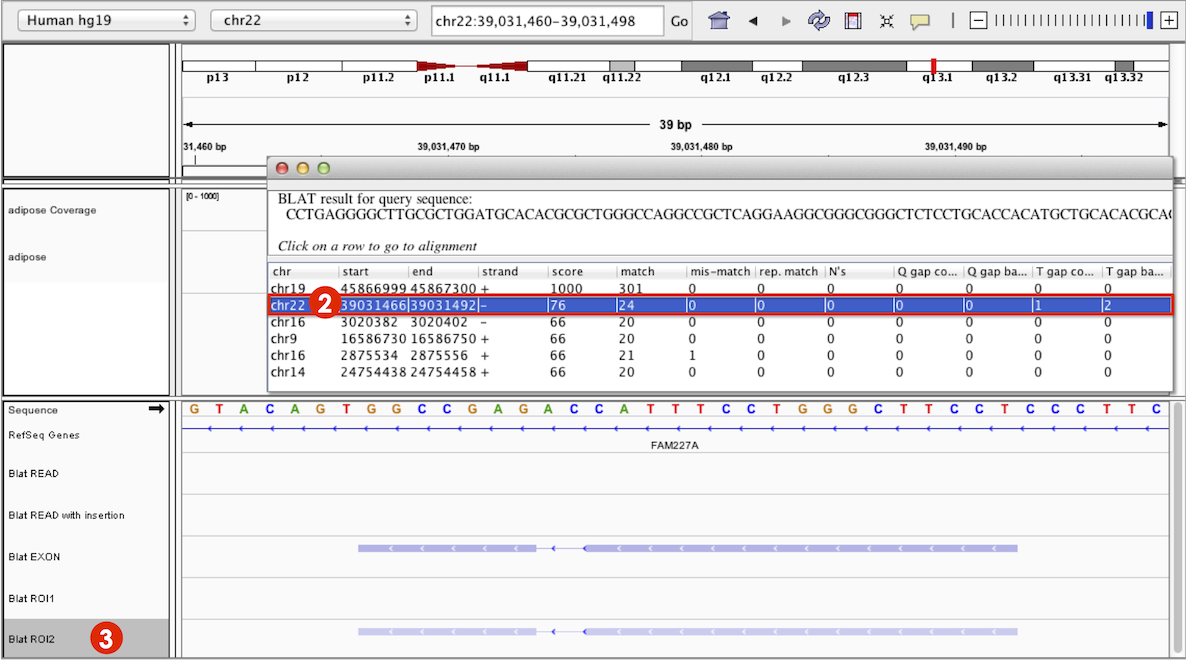 Human hg19 chr22 chr22:39,031,460-39,031,498 Go
p13 p12 p11.2 p11.1 q11.1 q11.21 q11.22 q12.1 q12.2 q12.3 q13.1 q13.2 q13.31 q13.32
39 bp
31,460 bp 39,031,470 bp 39,031,480 bp 39,031,490 bp
[0 - 1000]
adipose Coverage
adipose
BLAT result for query sequence:
CCTGAGGGGCTTGCGCTGGATGCACACGCGCTGGGCCAGGCCGCTCAGGAAGGCGGGCGGGCTCTCCTGCACCACATGCTGCACACGCAC
Click on a row to go to alignment
chr start end strand score match mis-match rep. match N's Q gap co... Q gap ba... T gap co... T gap ba...
chr19 45866999 45867300 + 1000 301 0 0 0 0 0 0 0
chr22 2 39031466 39031492 - 76 24 0 0 0 0 0 1 2
chr16 3020382 3020402 - 66 20 0 0 0 0 0 0 0
chr9 16586730 16586750 + 66 20 0 0 0 0 0 0 0
chr16 2875534 2875556 + 66 21 1 0 0 0 0 0 0
chr14 24754438 24754458 + 66 20 0 0 0 0 0 0 0
Sequence G T A C A G T G G C C G A G A C C A T T T C C T G G G C T T C C T C C C T T C
RefSeq Genes
FAM227A
Blat READ
Blat READ with insertion
Blat EXON
Blat ROI1
Blat ROI2 3